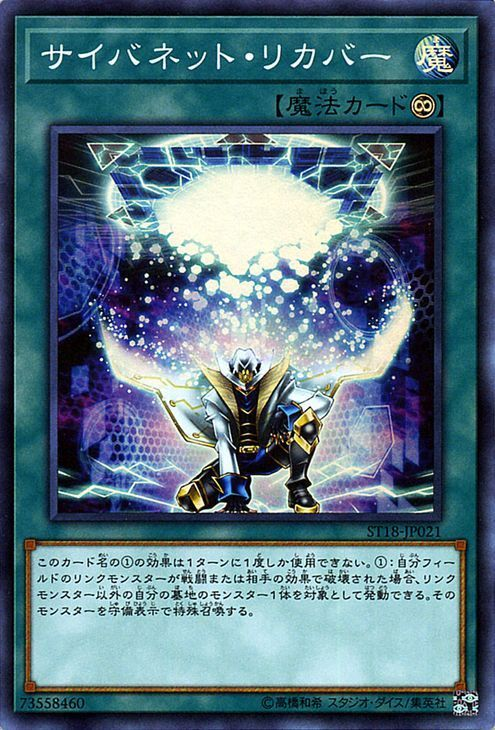 サイバネット・リカバー
魔
【魔法カード∞】
ST18-JP021
このカード名の①の効果は1ターンに1度しか使用できない。①：自分フィー
ルドのリンクモンスターが戦闘または相手の効果で破壊された場合、リンク
モンスター以外の自分の墓地のモンスター1体を対象として発動できる。その
モンスターを守備表示で特殊召喚する。
73558460
©高橋和希 スタジオ・ダイス/集英社